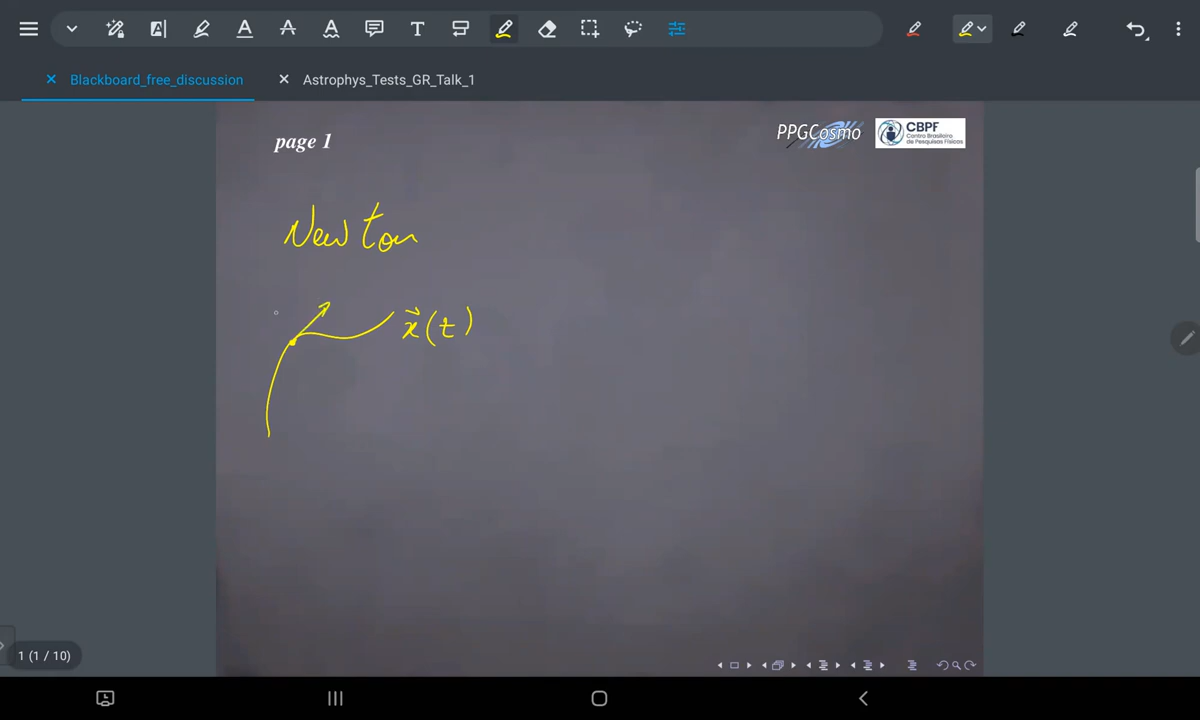 Blackboard_free_discussion
Astrophys_Tests_GR_Talk_1
page 1
PPGCosmo
CBPF
Centro Brasileiro
de Pesquisas Físicas
Newton
x⃗(t)
1 (1 / 10)